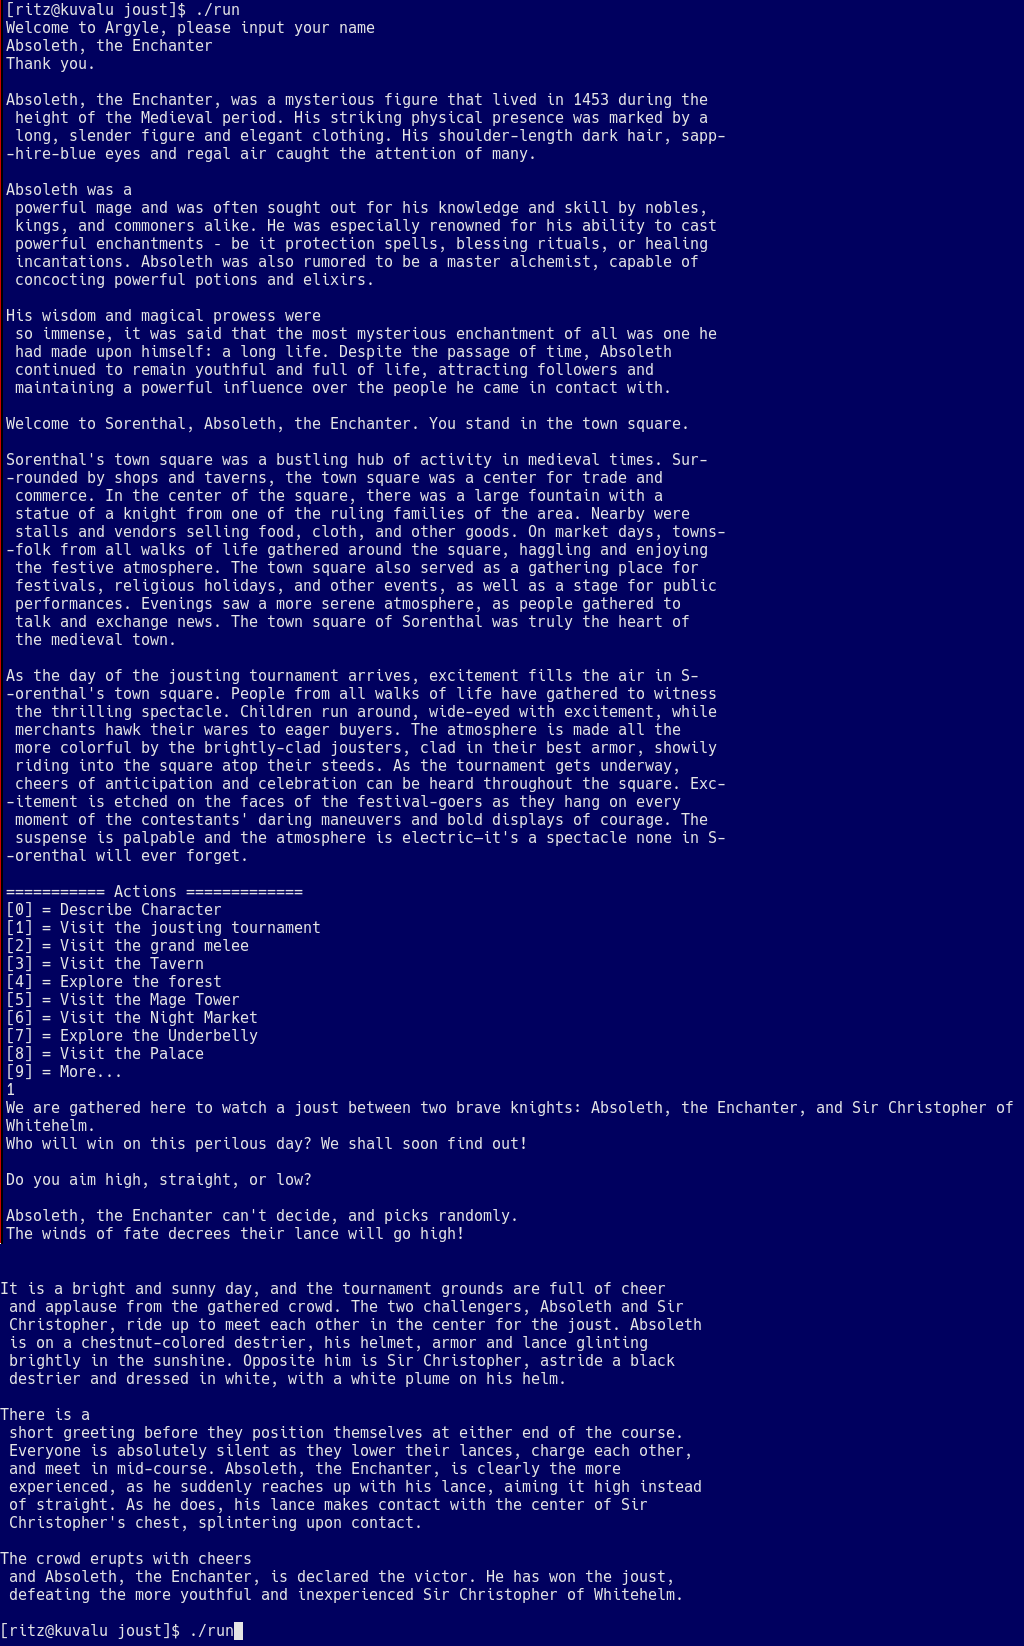 [ritz@kuvalu joust]$ ./run
Welcome to Argyle, please input your name
Absoleth, the Enchanter
Thank you.
Absoleth, the Enchanter, was a mysterious figure that lived in 1453 during the
height of the Medieval period. His striking physical presence was marked by a
long, slender figure and elegant clothing. His shoulder-length dark hair, sapp-
-hire-blue eyes and regal air caught the attention of many.
Absoleth was a
powerful mage and was often sought out for his knowledge and skill by nobles,
kings, and commoners alike. He was especially renowned for his ability to cast
powerful enchantments - be it protection spells, blessing rituals, or healing
incantations. Absoleth was also rumored to be a master alchemist, capable of
concocting powerful potions and elixirs.
His wisdom and magical prowess were
so immense, it was said that the most mysterious enchantment of all was one he
had made upon himself: a long life. Despite the passage of time, Absoleth
continued to remain youthful and full of life, attracting followers and
maintaining a powerful influence over the people he came in contact with.
Welcome to Sorenthal, Absoleth, the Enchanter. You stand in the town square.
Sorenthal's town square was a bustling hub of activity in medieval times. Sur-
-rounded by shops and taverns, the town square was a center for trade and
commerce. In the center of the square, there was a large fountain with a
statue of a knight from one of the ruling families of the area. Nearby were
stalls and vendors selling food, cloth, and other goods. On market days, towns-
-folk from all walks of life gathered around the square, haggling and enjoying
the festive atmosphere. The town square also served as a gathering place for
festivals, religious holidays, and other events, as well as a stage for public
performances. Evenings saw a more serene atmosphere, as people gathered to
talk and exchange news. The town square of Sorenthal was truly the heart of
the medieval town.
As the day of the jousting tournament arrives, excitement fills the air in S-
-orenthal's town square. People from all walks of life have gathered to witness
the thrilling spectacle. Children run around, wide-eyed with excitement, while
merchants hawk their wares to eager buyers. The atmosphere is made all the
more colorful by the brightly-clad jousters, clad in their best armor, showily
riding into the square atop their steeds. As the tournament gets underway,
cheers of anticipation and celebration can be heard throughout the square. Exc-
-itement is etched on the faces of the festival-goers as they hang on every
moment of the contestants' daring maneuvers and bold displays of courage. The
suspense is palpable and the atmosphere is electric—it's a spectacle none in S-
-orenthal will ever forget.
=========== Actions =============
[0] = Describe Character
[1] = Visit the jousting tournament
[2] = Visit the grand melee
[3] = Visit the Tavern
[4] = Explore the forest
[5] = Visit the Mage Tower
[6] = Visit the Night Market
[7] = Explore the Underbelly
[8] = Visit the Palace
[9] = More...
1
We are gathered here to watch a joust between two brave knights: Absoleth, the Enchanter, and Sir Christopher of
Whitehelm.
Who will win on this perilous day? We shall soon find out!
Do you aim high, straight, or low?
Absoleth, the Enchanter can't decide, and picks randomly.
The winds of fate decrees their lance will go high!
It is a bright and sunny day, and the tournament grounds are full of cheer
and applause from the gathered crowd. The two challengers, Absoleth and Sir
Christopher, ride up to meet each other in the center for the joust. Absoleth
is on a chestnut-colored destrier, his helmet, armor and lance glinting
brightly in the sunshine. Opposite him is Sir Christopher, astride a black
destrier and dressed in white, with a white plume on his helm.
There is a
short greeting before they position themselves at either end of the course.
Everyone is absolutely silent as they lower their lances, charge each other,
and meet in mid-course. Absoleth, the Enchanter, is clearly the more
experienced, as he suddenly reaches up with his lance, aiming it high instead
of straight. As he does, his lance makes contact with the center of Sir
Christopher's chest, splintering upon contact.
The crowd erupts with cheers
and Absoleth, the Enchanter, is declared the victor. He has won the joust,
defeating the more youthful and inexperienced Sir Christopher of Whitehelm.
[ritz@kuvalu joust]$ ./run